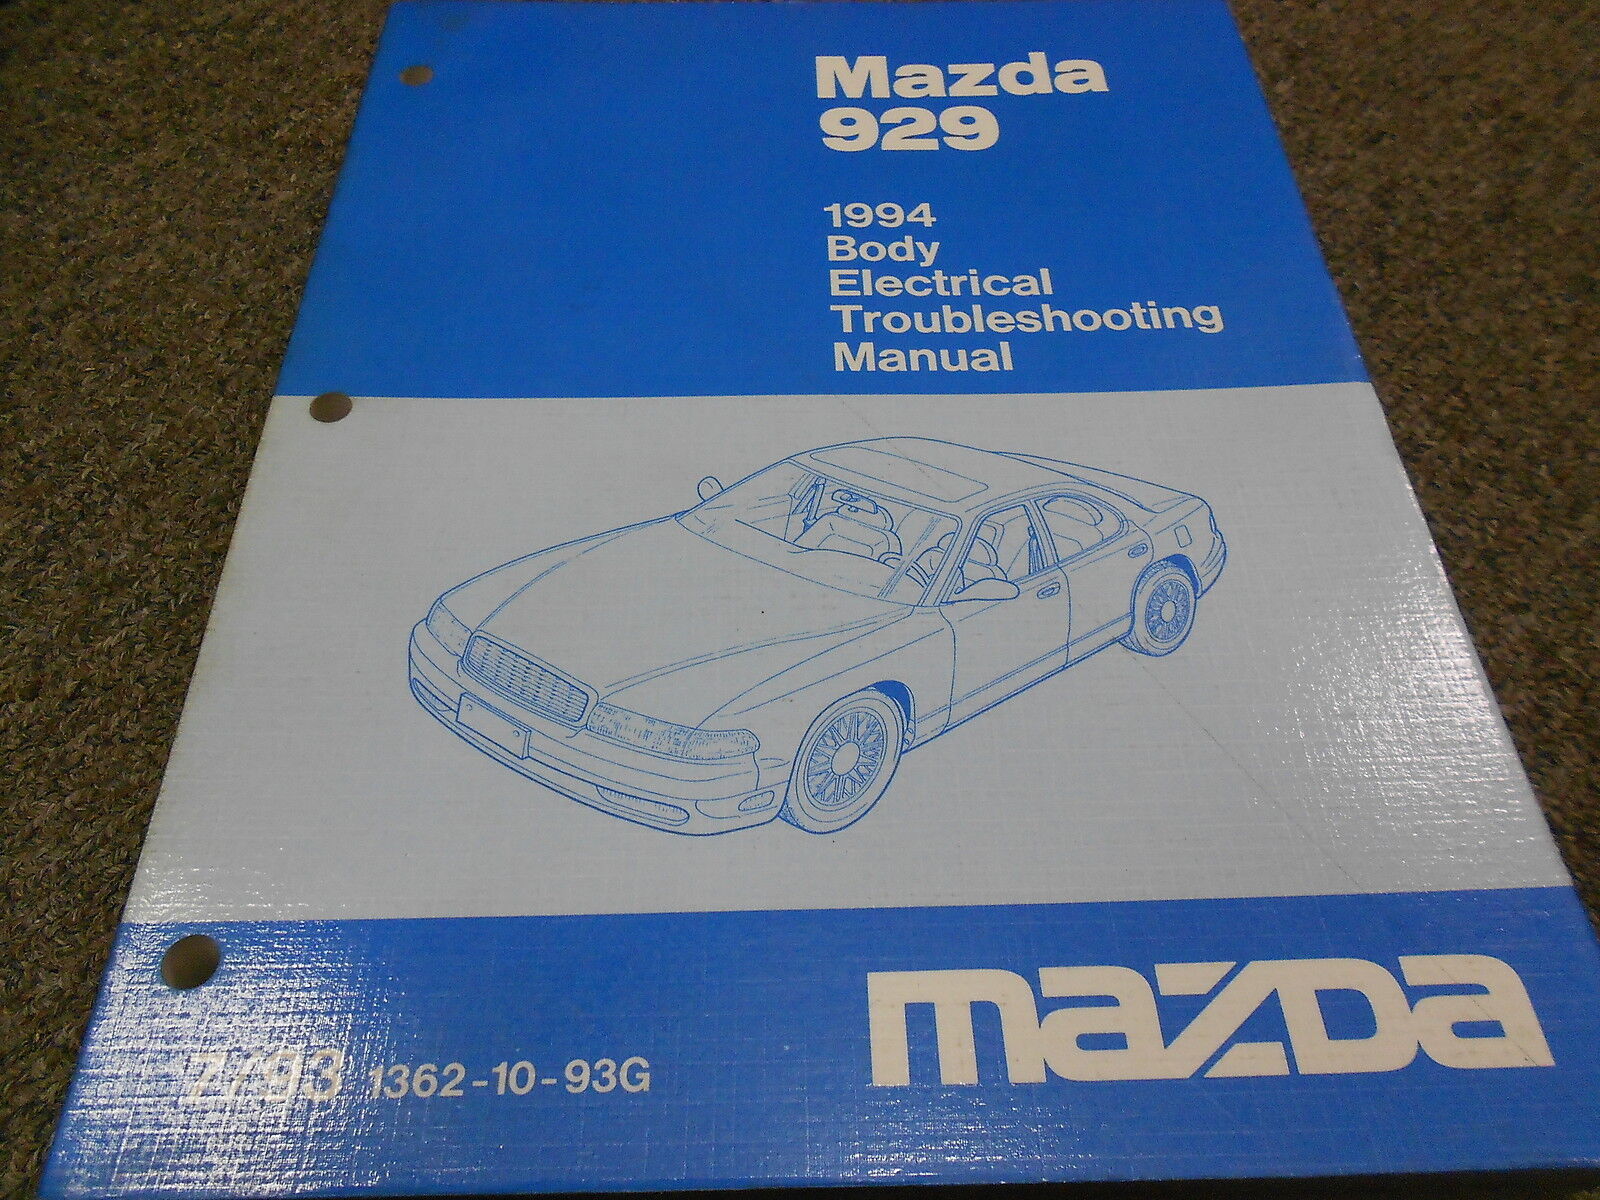 Mazda
929
1994
Body
Electrical
Troubleshooting
Manual
7/93 1362-10-93G
mazda